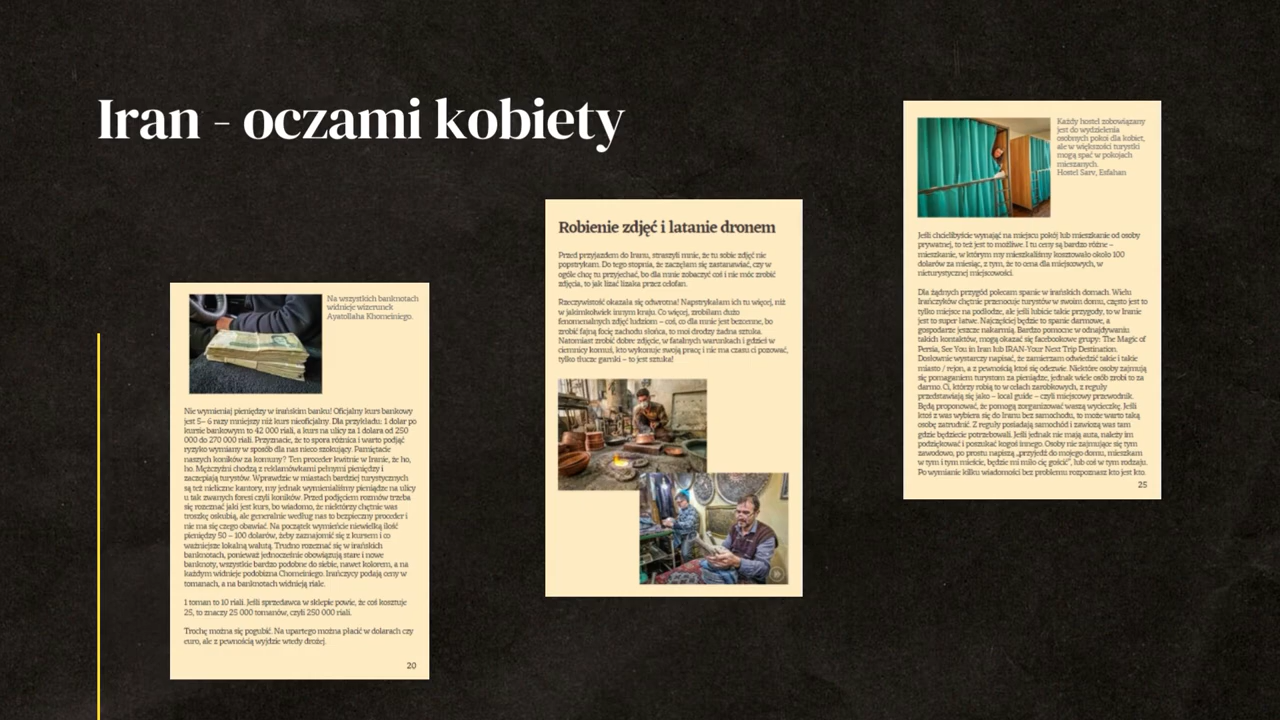 Iran - oczami kobiety
Na wszystkich banknotach
widnieje wizerunek
Ayatollaha Khomeiniego.
Nie wymieniaj pieniędzy w irańskim banku! Oficjalny kurs bankowy
jest 5– 6 razy mniejszy niż kurs nieoficjalny. Dla przykładu: 1 dolar po
kursie bankowym to 42 000 riali, a kurs na ulicy za 1 dolara od 250
000 do 270 000 riali. Przyznacie, że to spora różnica i warto podjąć
ryzyko wymiany w sposób dla nas nieco szokujący. Pamiętacie
naszych koników za komuny? Ten proceder kwitnie w Iranie, że ho,
ho. Mężczyźni chodzą z reklamówkami pełnymi pieniędzy i
zaczepiają turystów. Wprawdzie w miastach bardziej turystycznych
są też nieliczne kantory, my jednak wymienialiśmy pieniądze na ulicy
u tak zwanych foresi czyli koników. Przed podjęciem rozmów trzeba
się rozeznać jaki jest kurs, bo wiadomo, że niektórzy chętnie was
troszkę oskubią, ale generalnie według nas to bezpieczny proceder i
nie ma się czego obawiać. Na początek wymieńcie niewielką ilość
pieniędzy 50 – 100 dolarów, żeby zaznajomić się z kursem i co
ważniejsze lokalną walutą. Trudno rozeznać się w irańskich
banknotach, ponieważ jednocześnie obowiązują stare i nowe
banknoty, wszystkie bardzo podobne do siebie, nawet kolorem, a na
każdym widnieje podobizna Chomeiniego. Irańczycy podają ceny w
tomanach, a na banknotach widnieją riale.
1 toman to 10 riali. Jeśli sprzedawca w sklepie powie, że coś kosztuje
25, to znaczy 25 000 tomanów, czyli 250 000 riali.
Trochę można się pogubić. Na upartego można płacić w dolarach czy
euro, ale z pewnością wyjdzie wtedy drożej.
20
Robienie zdjęć i latanie dronem
Przed przyjazdem do Iranu, straszyli mnie, że tu sobie zdjęć nie
popstrykam. Do tego stopnia, że zaczęłam się zastanawiać, czy w
ogóle chcę tu przyjechać, bo dla mnie zobaczyć coś i nie móc zrobić
zdjęcia, to jak lizać lizaka przez celofan.
Rzeczywistość okazała się odwrotna! Napstrykałam ich tu więcej, niż
w jakimkolwiek innym kraju. Co więcej, zrobiłam dużo
fenomenalnych zdjęć ludziom – coś, co dla mnie jest bezcenne, bo
zrobić fajną focię zachodu słońca, to moi drodzy żadna sztuka.
Natomiast zrobić dobre zdjęcie, w fatalnych warunkach i gdzieś w
ciemnicy komuś, kto wykonuje swoją pracę i nie ma czasu ci pozować,
tylko tłucze garnki – to jest sztuka!
Każdy hostel zobowiązany
jest do wydzielenia
osobnych pokoi dla kobiet,
ale w większości turystki
mogą spać w pokojach
mieszanych.
Hostel Sarv, Esfahan
Jeśli chcielibyście wynająć na miejscu pokój lub mieszkanie od osoby
prywatnej, to też jest to możliwe. I tu ceny są bardzo różne –
mieszkanie, w którym my mieszkaliśmy kosztowało około 100
dolarów za miesiąc, z tym, że to cena dla miejscowych, w
nieturystycznej miejscowości.
Dla żądnych przygód polecam spanie w irańskich domach. Wielu
Irańczyków chętnie przenocuje turystów w swoim domu, często jest to
tylko miejsce na podłodze, ale jeśli lubicie takie przygody, to w Iranie
jest to super łatwe. Najczęściej będzie to spanie darmowe, a
gospodarze jeszcze nakarmią. Bardzo pomocne w odnajdywaniu
takich kontaktów, mogą okazać się facebookowe grupy: The Magic of
Persia, See You in Iran lub IRAN-Your Next Trip Destination.
Dosłownie wystarczy napisać, że zamierzam odwiedzić takie i takie
miasto / rejon, a z pewnością ktoś się odezwie. Niektóre osoby zajmują
się pomaganiem turystom za pieniądze, jednak wiele osób zrobi to za
darmo. Ci, którzy robią to w celach zarobkowych, z reguły
przedstawiają się jako – local guide – czyli miejscowy przewodnik.
Będą proponować, że pomogą zorganizować waszą wycieczkę. Jeśli
ktoś z was wybiera się do Iranu bez samochodu, to może warto taką
osobę zatrudnić. Z reguły posiadają samochód i zawiozą was tam
gdzie będziecie potrzebowali. Jeśli jednak nie mają auta, należy im
podziękować i poszukać kogoś innego. Osoby nie zajmujące się tym
zawodowo, po prostu napiszą „przyjedź do mojego domu, mieszkam
w tym i tym mieście, będzie mi miło cię gościć”, lub coś w tym rodzaju.
Po wymianie kilku wiadomości bez problemu rozpoznasz kto jest kto.
25